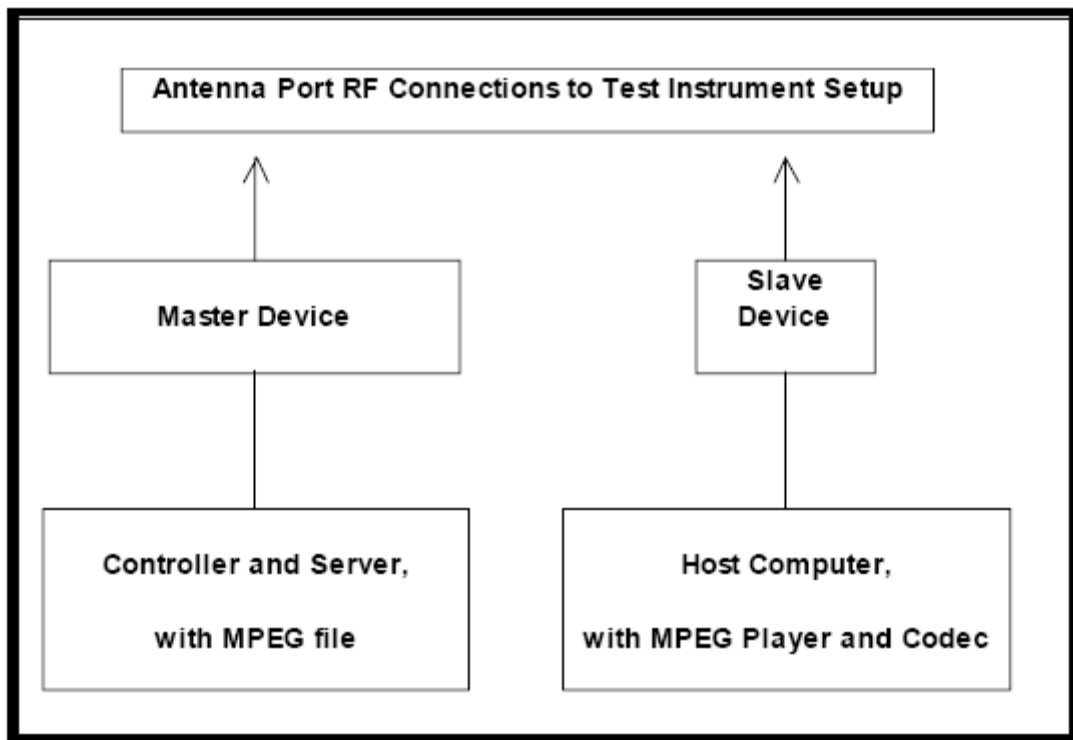 Antenna Port RF Connections to Test Instrument Setup
Master Device
Slave
Device
Controller and Server,
with MPEG file
Host Computer,
with MPEG Player and Codec